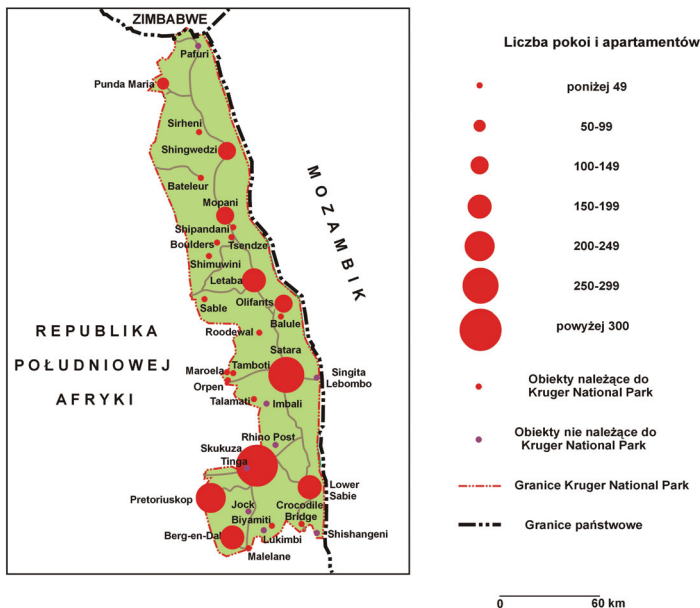 ZIMBABWE
Pafuri
Punda Maria
Sirheni
Shingwedzi
Bateleur
Mopani
Shipandani
Boulders
Tsendze
Shimuwini
Letaba
Olifants
Sable
Balule
Roodewal
Satara
Maroela
Tamboti
Singita
Lebombo
Orpen
Talamati
Imbali
Rhino Post
Skukuza
Tinga
Lower
Sabie
Pretoriuskop
Jock
Crocodile
Bridge
Biyamiti
Berg-en-Dal
Lukimbi
Shishangeni
Malelane
MOZAMBIK
REPUBLIKA
POŁUDNIOWEJ
AFRYKI
Liczba pokoi i apartamentów
poniżej 49
50-99
100-149
150-199
200-249
250-299
powyżej 300
Obiekty należące do
Kruger National Park
Obiekty nie należące do
Kruger National Park
Granice Kruger National Park
Granice państwowe
0 60 km